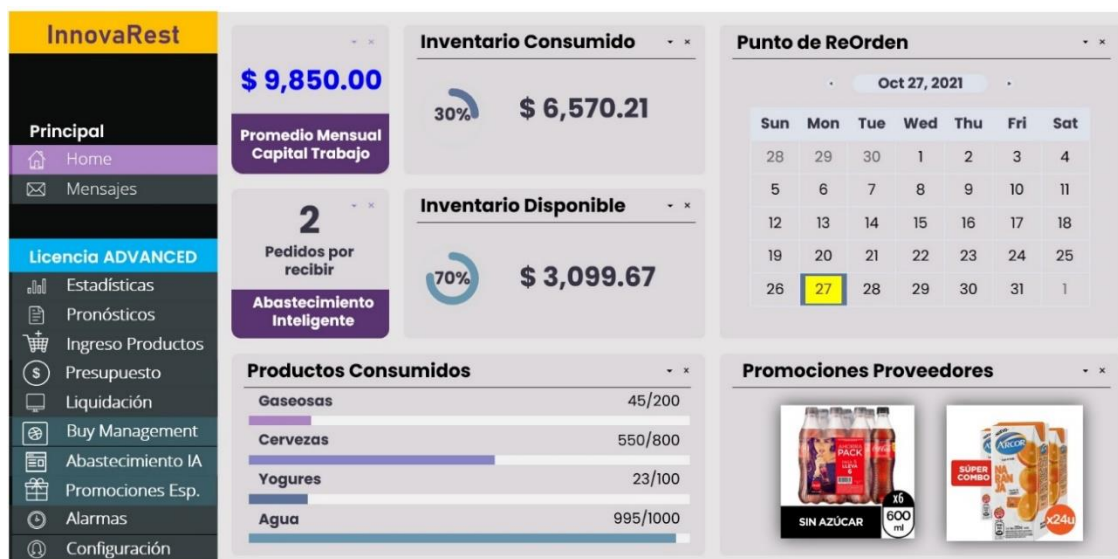 InnovaRest
Principal
Home
Mensajes
Licencia ADVANCED
Estadísticas
Pronósticos
Ingreso Productos
Presupuesto
Liquidación
Buy Management
Abastecimiento IA
Promociones Esp.
Alarmas
Configuración
$ 9,850.00
Promedio Mensual
Capital Trabajo
2
Pedidos por
recibir
Abastecimiento
Inteligente
Inventario Consumido
30%
$ 6,570.21
Inventario Disponible
70%
$ 3,099.67
Punto de ReOrden
Oct 27, 2021
Sun Mon Tue Wed Thu Fri Sat
28 29 30 1 2 3 4
5 6 7 8 9 10 11
12 13 14 15 16 17 18
19 20 21 22 23 24 25
26 27 28 29 30 31 1
Productos Consumidos
Gaseosas 45/200
Cervezas 550/800
Yogures 23/100
Agua 995/1000
Promociones Proveedores
PACK
LLEVA
6
SIN AZÚCAR
x6
600
ml
ARCOR
NA
RAN
JA
SÚPER
COMBO
x24u